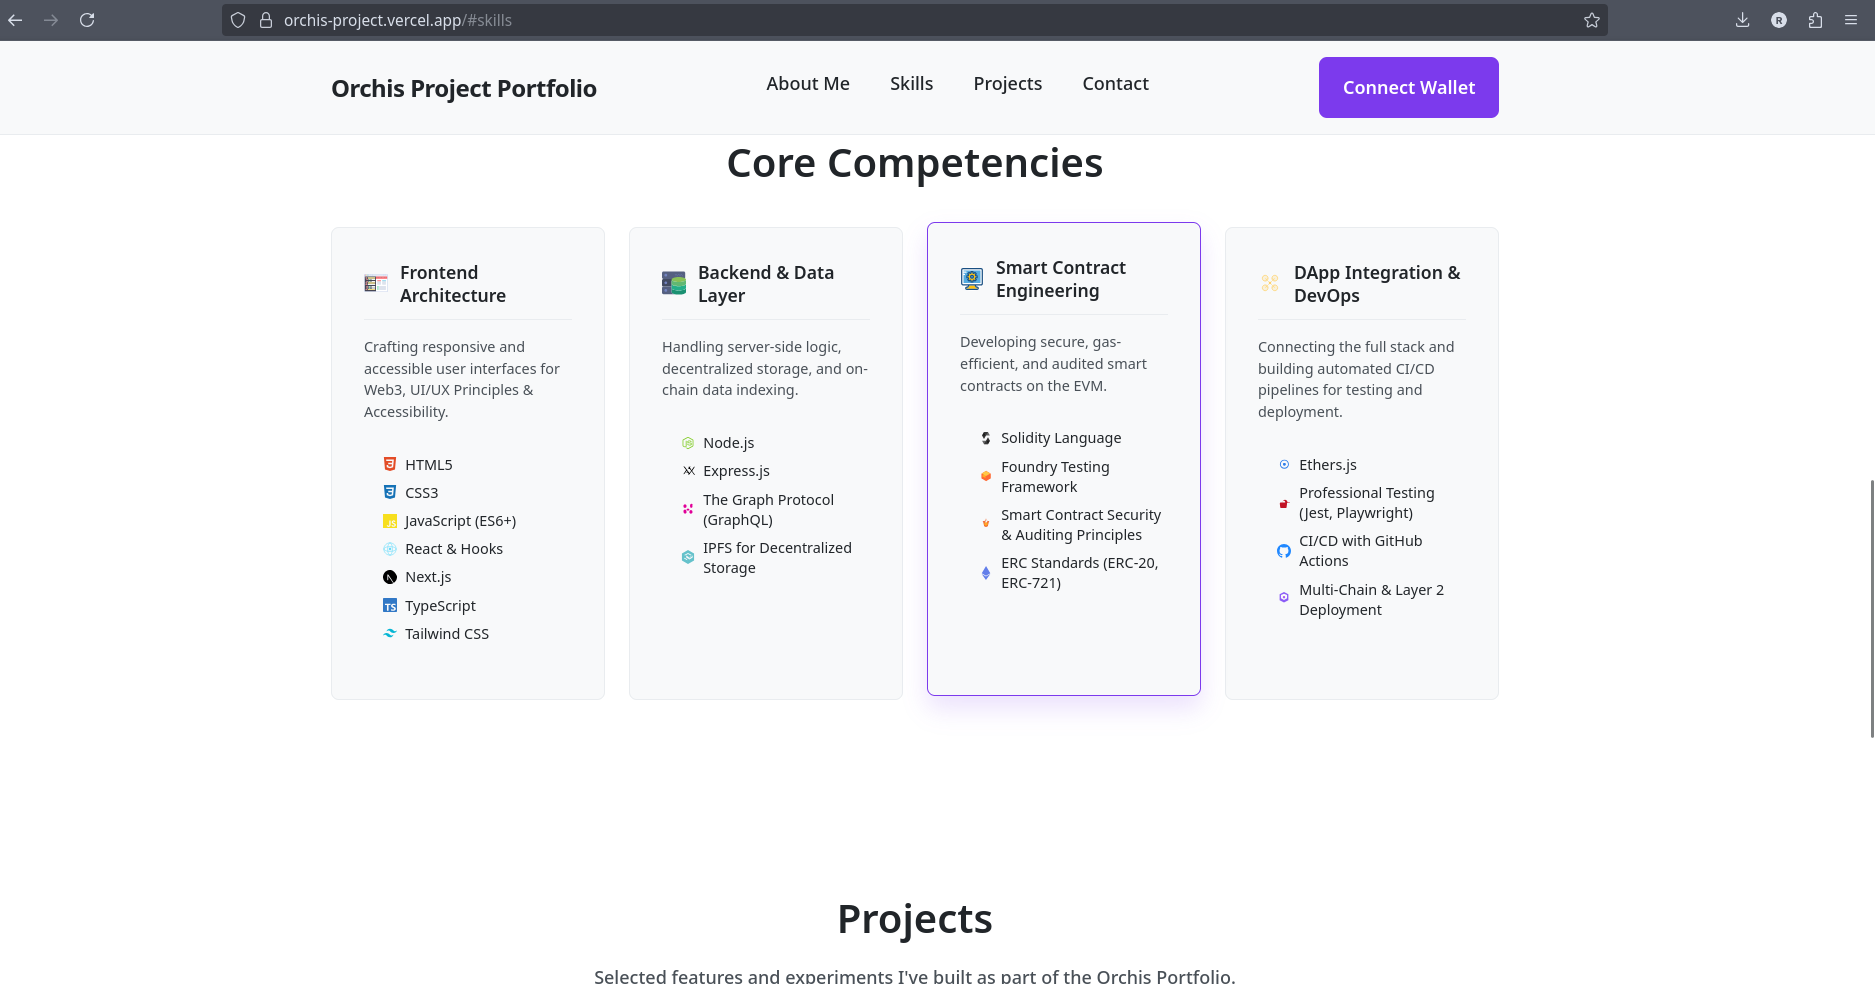 orchis-project.vercel.app/#skills
R
Orchis Project Portfolio
About Me
Skills
Projects
Contact
Connect Wallet
Core Competencies
Frontend
Architecture
Crafting responsive and
accessible user interfaces for
Web3, UI/UX Principles &
Accessibility.
HTML5
CSS3
JS
JavaScript (ES6+)
React & Hooks
Next.js
TS
TypeScript
Tailwind CSS
Backend & Data
Layer
Handling server-side logic,
decentralized storage, and on-
chain data indexing.
Node.js
Express.js
The Graph Protocol
(GraphQL)
IPFS for Decentralized
Storage
Smart Contract
Engineering
Developing secure, gas-
efficient, and audited smart
contracts on the EVM.
Solidity Language
Foundry Testing
Framework
Smart Contract Security
& Auditing Principles
ERC Standards (ERC-20,
ERC-721)
DApp Integration &
DevOps
Connecting the full stack and
building automated CI/CD
pipelines for testing and
deployment.
Ethers.js
Professional Testing
(Jest, Playwright)
CI/CD with GitHub
Actions
Multi-Chain & Layer 2
Deployment
Projects
Selected features and experiments I've built as part of the Orchis Portfolio.